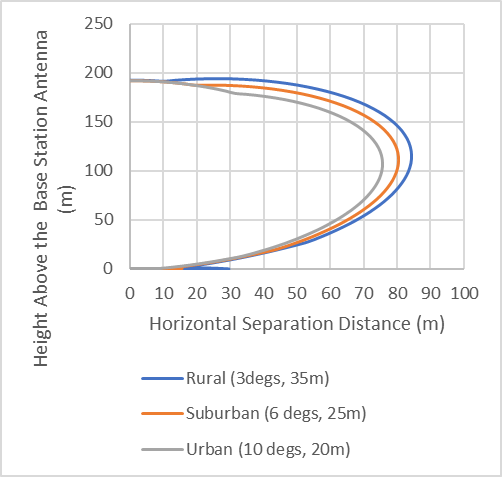 Height Above the Base Station Antenna
(m)
250
200
150
100
50
0
0 10 20 30 40 50 60 70 80 90 100
Horizontal Separation Distance (m)
Rural (3degs, 35m)
Suburban (6 degs, 25m)
Urban (10 degs, 20m)